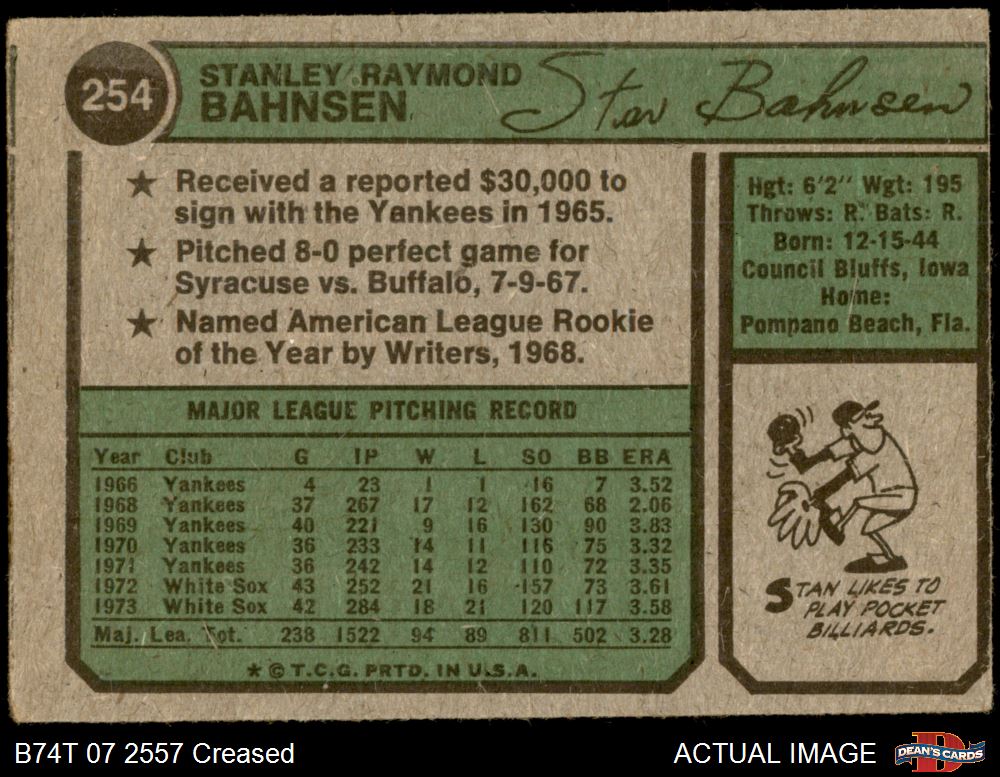 254
STANLEY RAYMOND
BAHNSEN
Stan Bahnsen
★ Received a reported $30,000 to
sign with the Yankees in 1965.
★ Pitched 8-0 perfect game for
Syracuse vs. Buffalo, 7-9-67.
★ Named American League Rookie
of the Year by Writers, 1968.
Hgt: 6'2" Wgt: 195
Throws: R. Bats: R.
Born: 12-15-44
Council Bluffs, Iowa
Home:
Pompano Beach, Fla.
MAJOR LEAGUE PITCHING RECORD
Year Club G IP W L SO BB ERA
1966 Yankees 4 23 1 1 16 7 3.52
1968 Yankees 37 267 17 12 162 68 2.06
1969 Yankees 40 221 9 16 130 90 3.83
1970 Yankees 36 233 14 11 116 75 3.32
1971 Yankees 36 242 14 12 110 72 3.35
1972 White Sox 43 252 21 16 157 73 3.61
1973 White Sox 42 284 18 21 120 117 3.58
Maj. Lea. Tot. 238 1522 94 89 811 502 3.28
★ © T.C.G. PRTD. IN U.S.A.
STAN LIKES TO
PLAY POCKET
BILLIARDS.
B74T 07 2557 Creased
ACTUAL IMAGE
DEAN'S CARDS